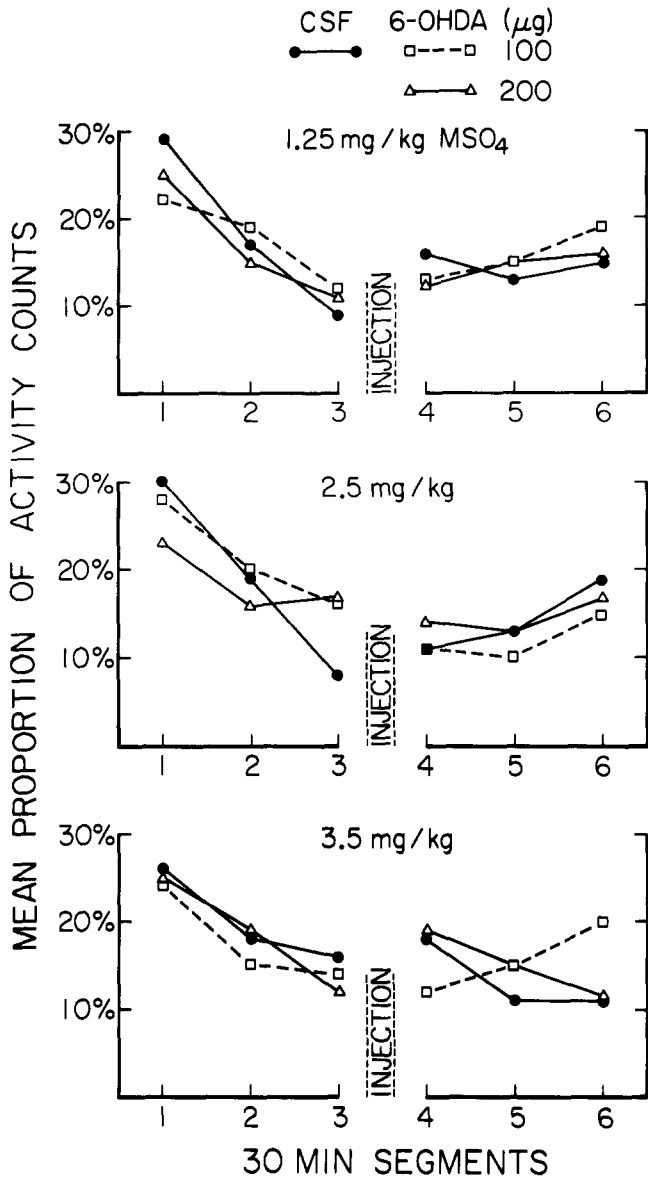 CSF 6-OHDA (μg)
100
200
MEAN PROPORTION OF ACTIVITY COUNTS
1.25 mg/kg MSO4
30%
20%
10%
INJECTION
1 2 3 4 5 6
2.5 mg/kg
30%
20%
10%
INJECTION
1 2 3 4 5 6
3.5 mg/kg
30%
20%
10%
INJECTION
1 2 3 4 5 6
30 MIN SEGMENTS